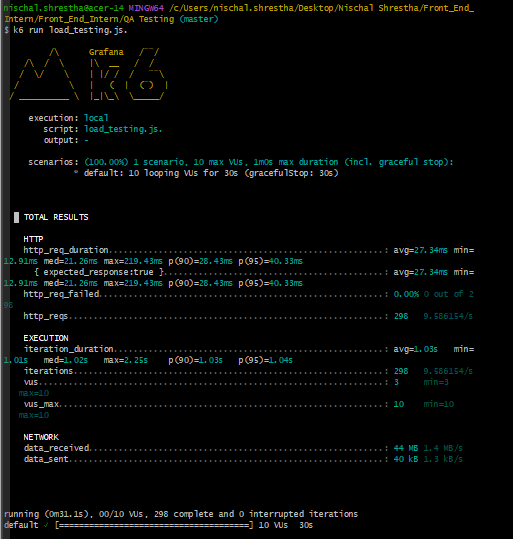 nischal.shrestha@acer-14 MINGW64 /c/Users/nischal.shrestha/Desktop/Nischal Shrestha/Front_End_
Intern/Front_End_Intern/QA Testing (master)
$ k6 run load_testing.js.
Grafana
execution: local
script: load_testing.js.
output: -
scenarios: (100.00%) 1 scenario, 10 max VUs, 1m0s max duration (incl. graceful stop):
* default: 10 looping VUs for 30s (gracefulStop: 30s)
TOTAL RESULTS
HTTP
http_req_duration.......................................................: avg=27.34ms min=
12.91ms med=21.26ms max=219.43ms p(90)=28.43ms p(95)=40.33ms
{ expected_response:true }............................................: avg=27.34ms min=
12.91ms med=21.26ms max=219.43ms p(90)=28.43ms p(95)=40.33ms
http_req_failed.........................................................: 0.00% 0 out of 2
98
http_reqs...............................................................: 298 9.586154/s
EXECUTION
iteration_duration......................................................: avg=1.03s min=
1.01s med=1.02s max=2.25s p(90)=1.03s p(95)=1.04s
iterations..............................................................: 298 9.586154/s
vus.....................................................................: 3 min=3
max=10
vus_max.................................................................: 10 min=10
max=10
NETWORK
data_received...........................................................: 44 MB 1.4 MB/s
data_sent...............................................................: 40 kB 1.3 kB/s
running (0m31.1s), 00/10 VUs, 298 complete and 0 interrupted iterations
default ✓ [======================================] 10 VUs 30s